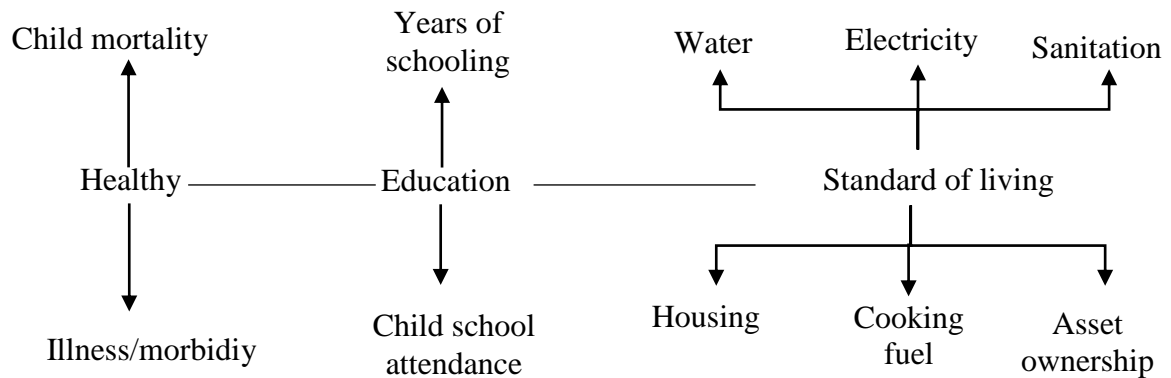 Child mortality
Years of
schooling
Water
Electricity
Sanitation
Healthy
Education
Standard of living
Illness/morbidiy
Child school
attendance
Housing
Cooking
fuel
Asset
ownership